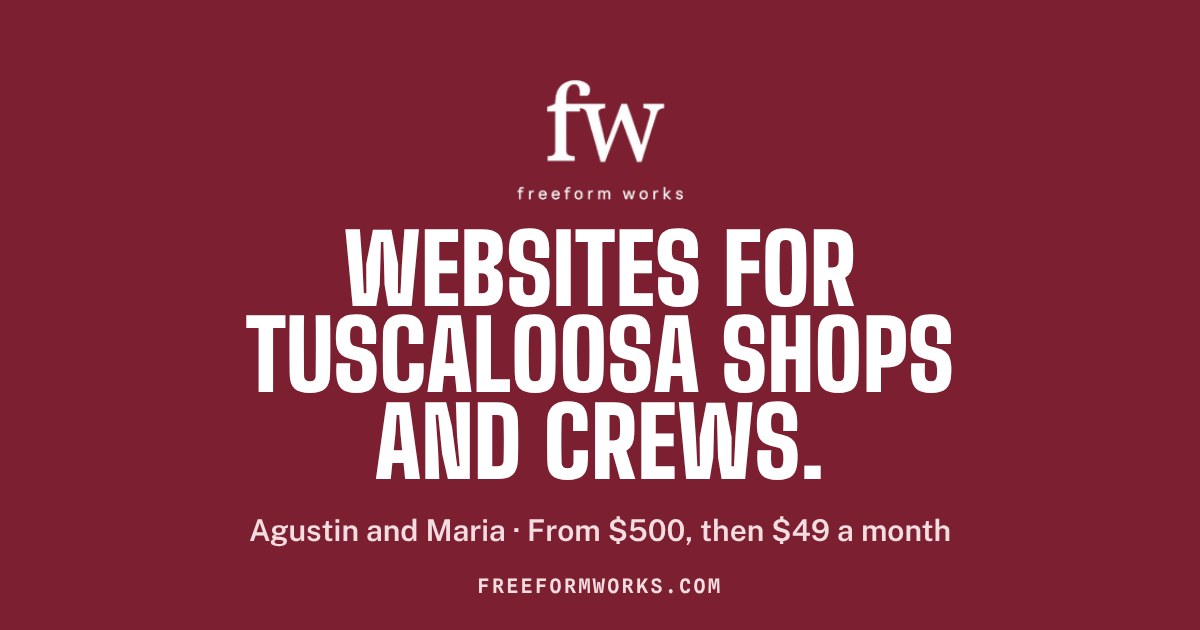 fw
freeform works
WEBSITES FOR
TUSCALOOSA SHOPS
AND CREWS.
Agustin and Maria · From $500, then $49 a month
FREEFORMWORKS.COM